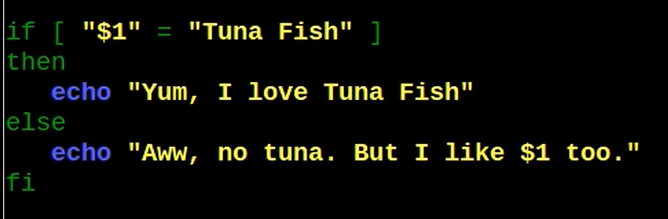 if [ "$1" = "Tuna Fish" ]
then
   echo "Yum, I love Tuna Fish"
else
   echo "Aww, no tuna. But I like $1 too."
fi